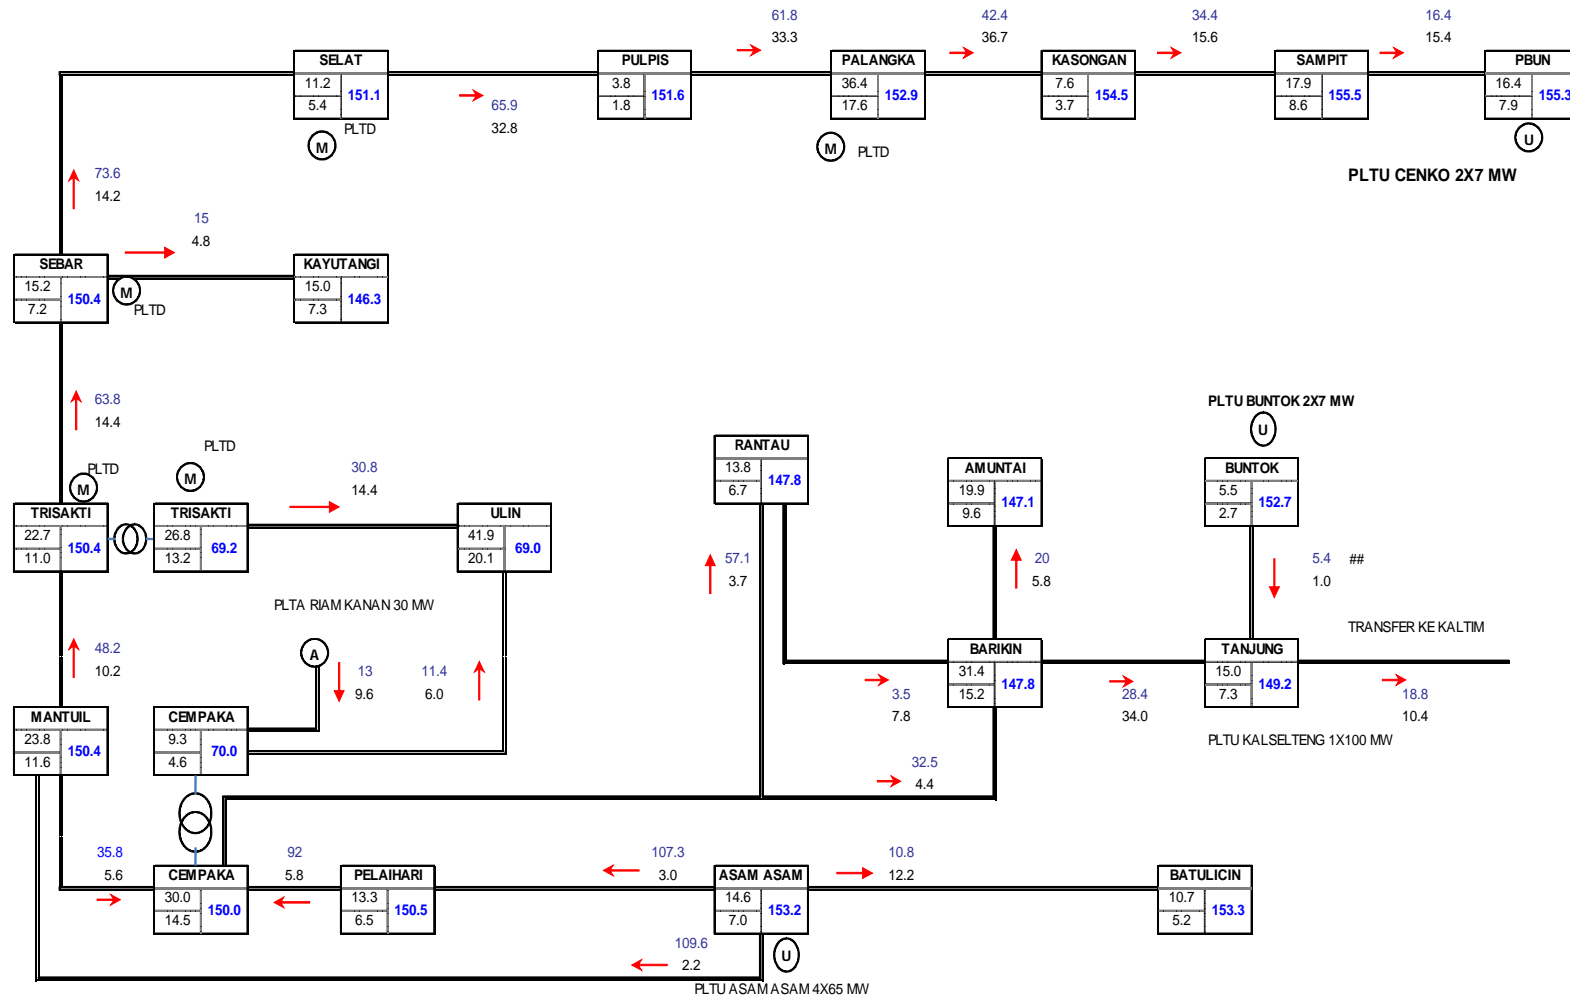 61.8
33.3
42.4
36.7
34.4
15.6
16.4
15.4
SELAT
11.2
5.4
151.1
PLTD
M
65.9
32.8
PULPIS
3.8
1.8
151.6
PALANGKA
36.4
17.6
152.9
M
PLTD
KASONGAN
7.6
3.7
154.5
SAMPIT
17.9
8.6
155.5
PBUN
16.4
7.9
155.3
U
PLTU CENKO 2X7 MW
73.6
14.2
15
4.8
SEBAR
15.2
7.2
150.4
M
PLTD
KAYUTANGI
15.0
7.3
146.3
63.8
14.4
PLTD
M
PLTD
M
30.8
14.4
TRISAKTI
22.7
11.0
150.4
TRISAKTI
26.8
13.2
69.2
ULIN
41.9
20.1
69.0
RANTAU
13.8
6.7
147.8
AMUNTAI
19.9
9.6
147.1
PLTU BUNTOK 2X7 MW
U
BUNTOK
5.5
2.7
152.7
57.1
3.7
20
5.8
5.4 ##
1.0
PLTA RIAM KANAN 30 MW
TRANSFER KE KALTIM
48.2
10.2
A
13
9.6
11.4
6.0
BARIKIN
31.4
15.2
147.8
TANJUNG
15.0
7.3
149.2
3.5
7.8
28.4
34.0
18.8
10.4
PLTU KALSELTENG 1X100 MW
MANTUIL
23.8
11.6
150.4
CEMPAKA
9.3
4.6
70.0
32.5
4.4
35.8
5.6
CEMPAKA
30.0
14.5
150.0
92
5.8
PELAIHARI
13.3
6.5
150.5
107.3
3.0
ASAM ASAM
14.6
7.0
153.2
10.8
12.2
BATULICIN
10.7
5.2
153.3
109.6
2.2
U
PLTU ASAM ASAM 4X65 MW